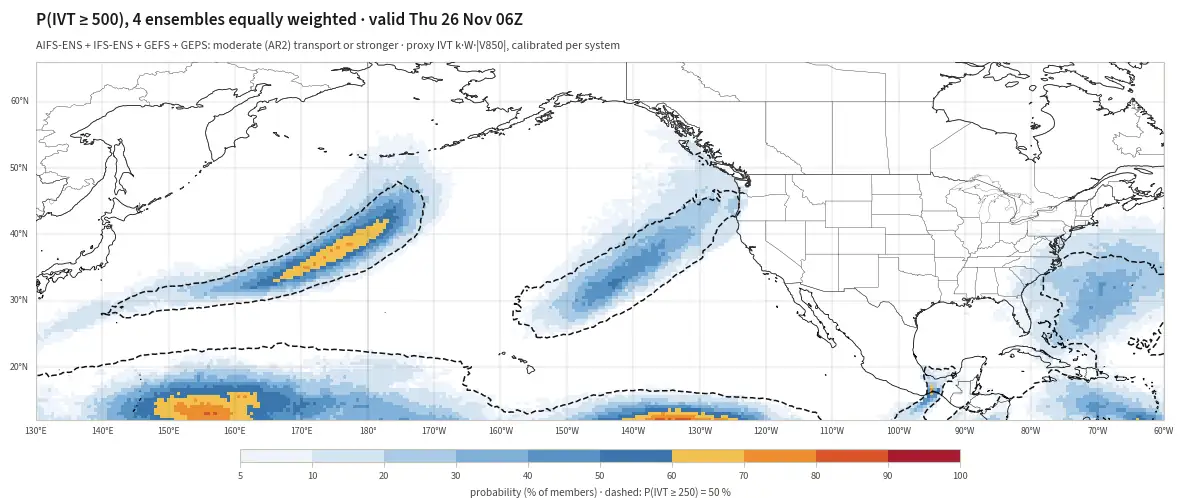 P(IVT ≥ 500), 4 ensembles equally weighted · valid Thu 26 Nov 06Z
AIFS-ENS + IFS-ENS + GEFS + GEPS: moderate (AR2) transport or stronger · proxy IVT k·W·|V850|, calibrated per system
60°N
50°N
40°N
30°N
20°N
130°E 140°E 150°E 160°E 170°E 180° 170°W 160°W 150°W 140°W 130°W 120°W 110°W 100°W 90°W 80°W 70°W 60°W
5 10 20 30 40 50 60 70 80 90 100
probability (% of members) · dashed: P(IVT ≥ 250) = 50 %